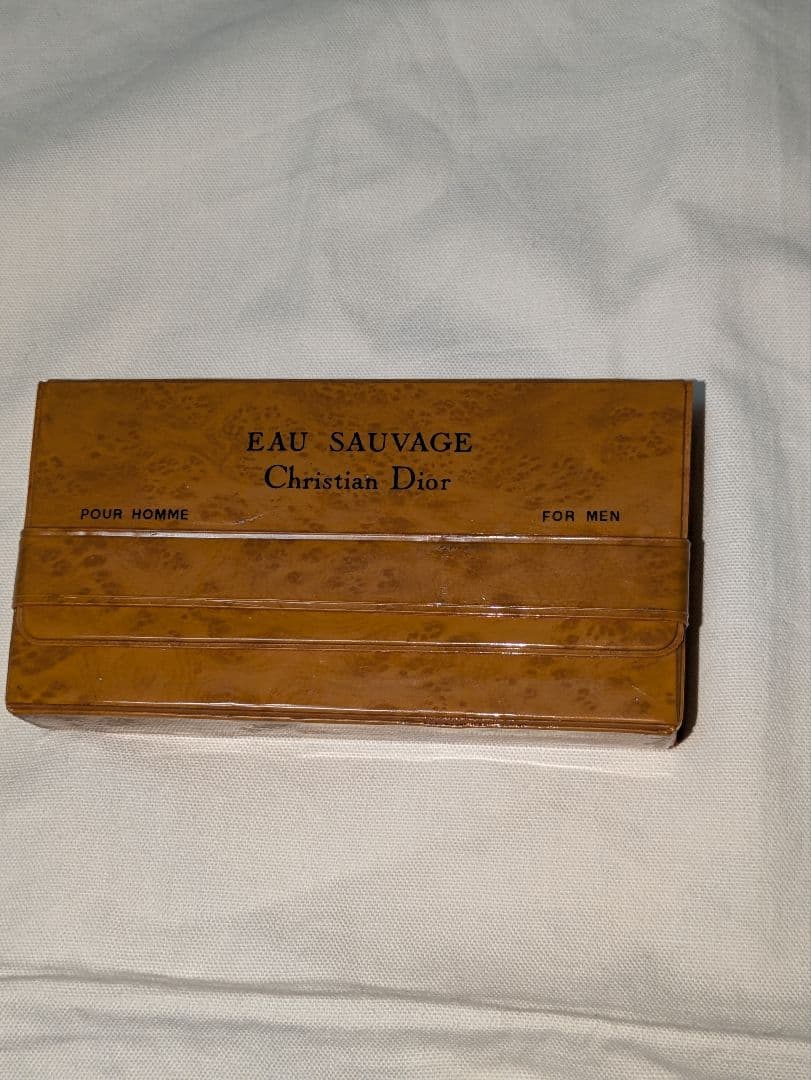 EAU SAUVAGE
Christian Dior
POUR HOMME FOR MEN